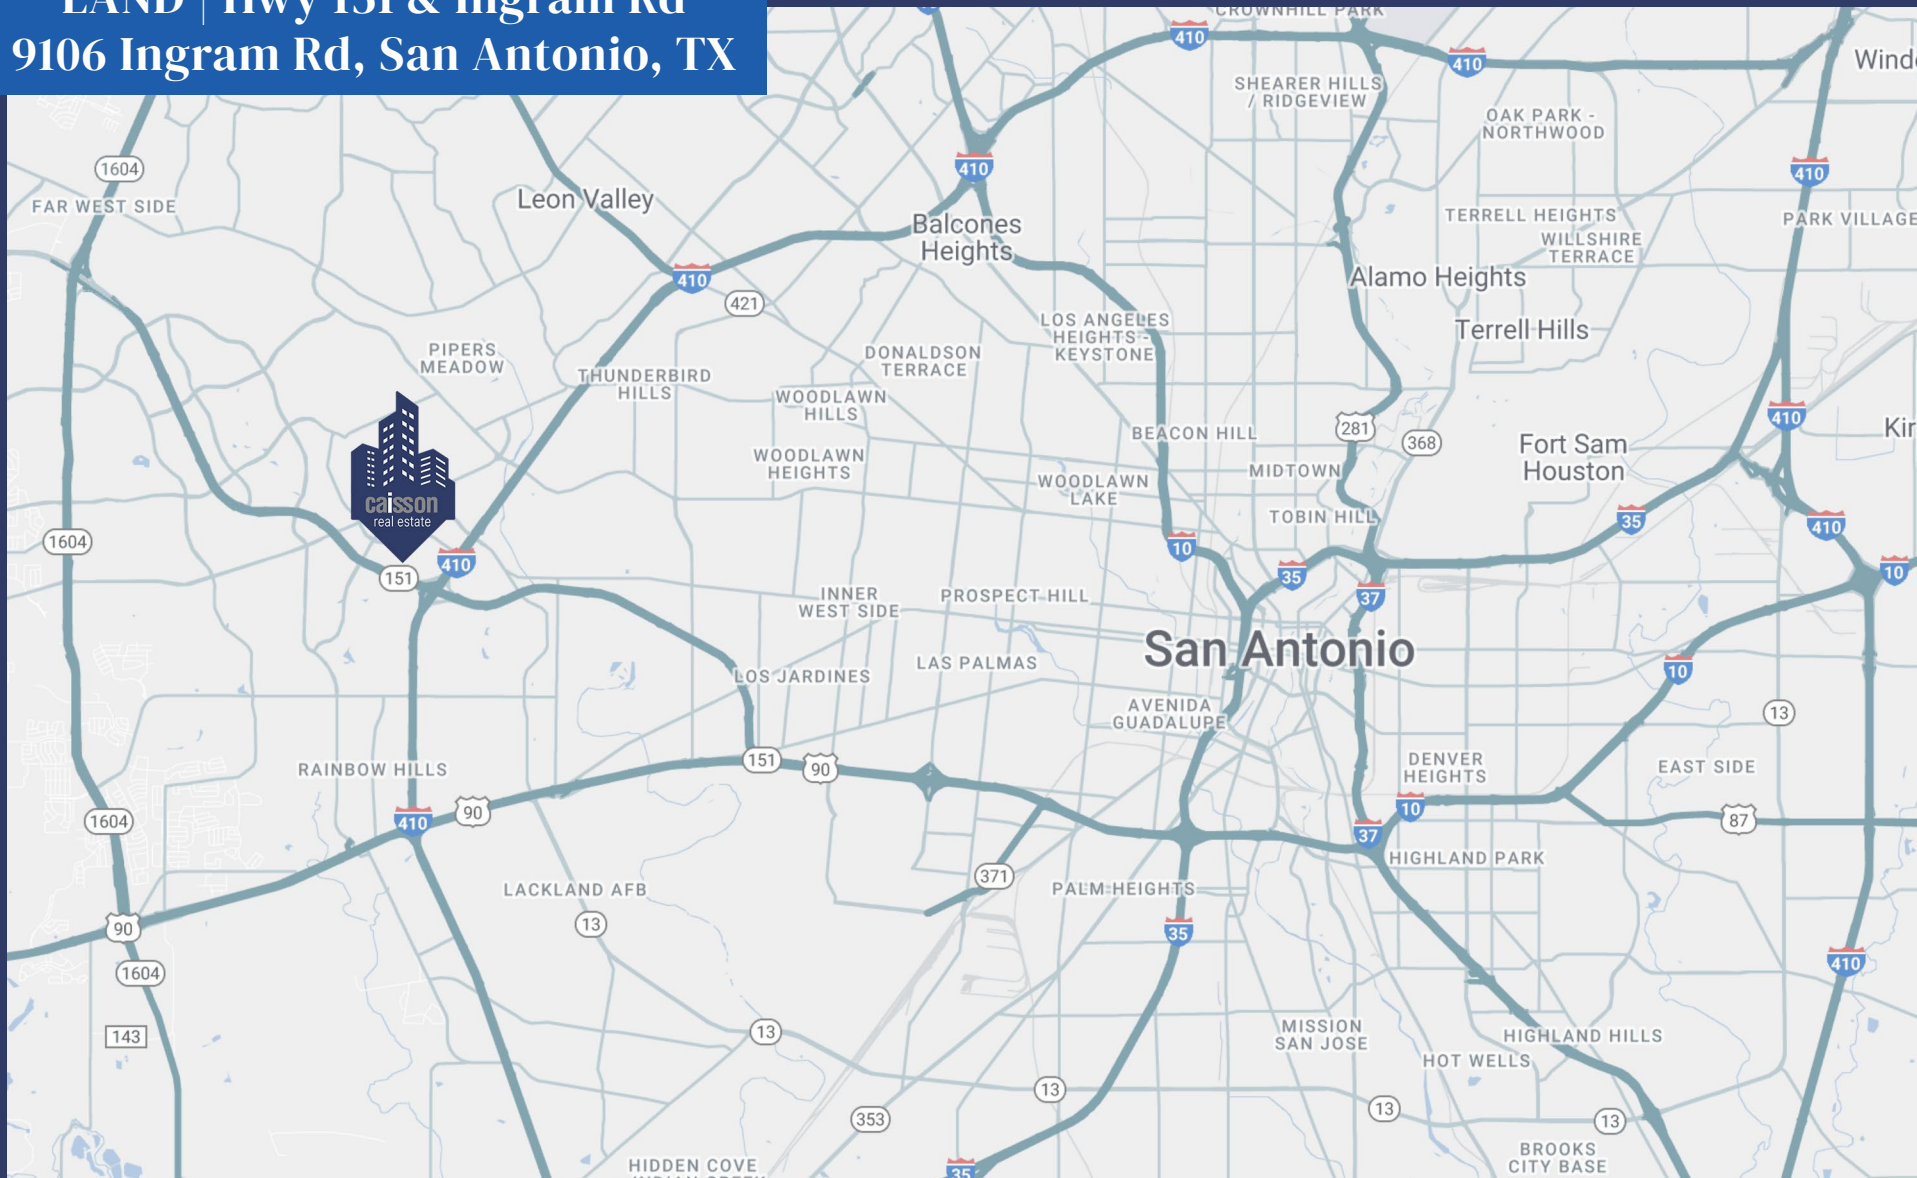 LAND | Hwy 151 & Ingram Rd
9106 Ingram Rd, San Antonio, TX
CROWNHILL PARK
410
410
SHEARER HILLS
/ RIDGEVIEW
OAK PARK -
NORTHWOOD
1604
410
410
FAR WEST SIDE
Leon Valley
Balcones
Heights
TERRELL HEIGHTS
PARK VILLAGE
WILLSHIRE
TERRACE
410
421
Alamo Heights
LOS ANGELES
HEIGHTS -
KEYSTONE
Terrell Hills
PIPERS
MEADOW
THUNDERBIRD
HILLS
DONALDSON
TERRACE
WOODLAWN
HILLS
410
BEACON HILL
281
368
WOODLAWN
HEIGHTS
WOODLAWN
LAKE
MIDTOWN
Fort Sam
Houston
caisson
real estate
TOBIN HILL
35
410
1604
410
151
10
35
37
10
INNER
WEST SIDE
PROSPECT HILL
San Antonio
LOS JARDINES
LAS PALMAS
10
AVENIDA
GUADALUPE
13
RAINBOW HILLS
151
90
DENVER
HEIGHTS
EAST SIDE
1604
410
90
10
37
87
HIGHLAND PARK
LACKLAND AFB
371
PALM HEIGHTS
90
13
35
410
1604
143
13
MISSION
SAN JOSE
HIGHLAND HILLS
HOT WELLS
13
353
13
13
HIDDEN COVE
35
BROOKS
CITY BASE